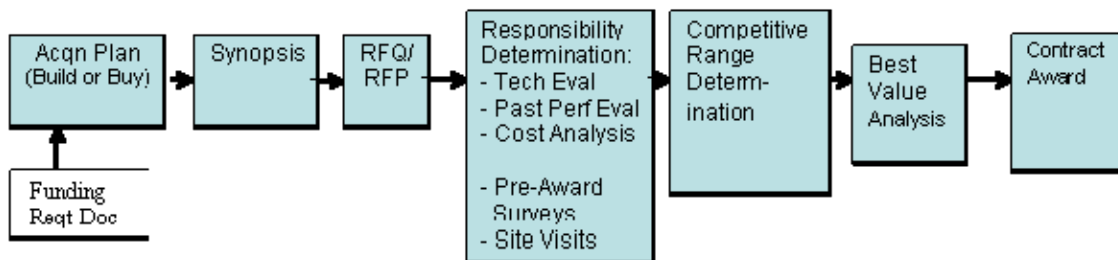 Acqn Plan
(Build or Buy)
Funding
Reqt Doc
Synopsis
RFQ/
RFP
Responsibility
Determination:
- Tech Eval
- Past Perf Eval
- Cost Analysis
- Pre-Award
Surveys
- Site Visits
Competitive
Range
Determ-
ination
Best
Value
Analysis
Contract
Award